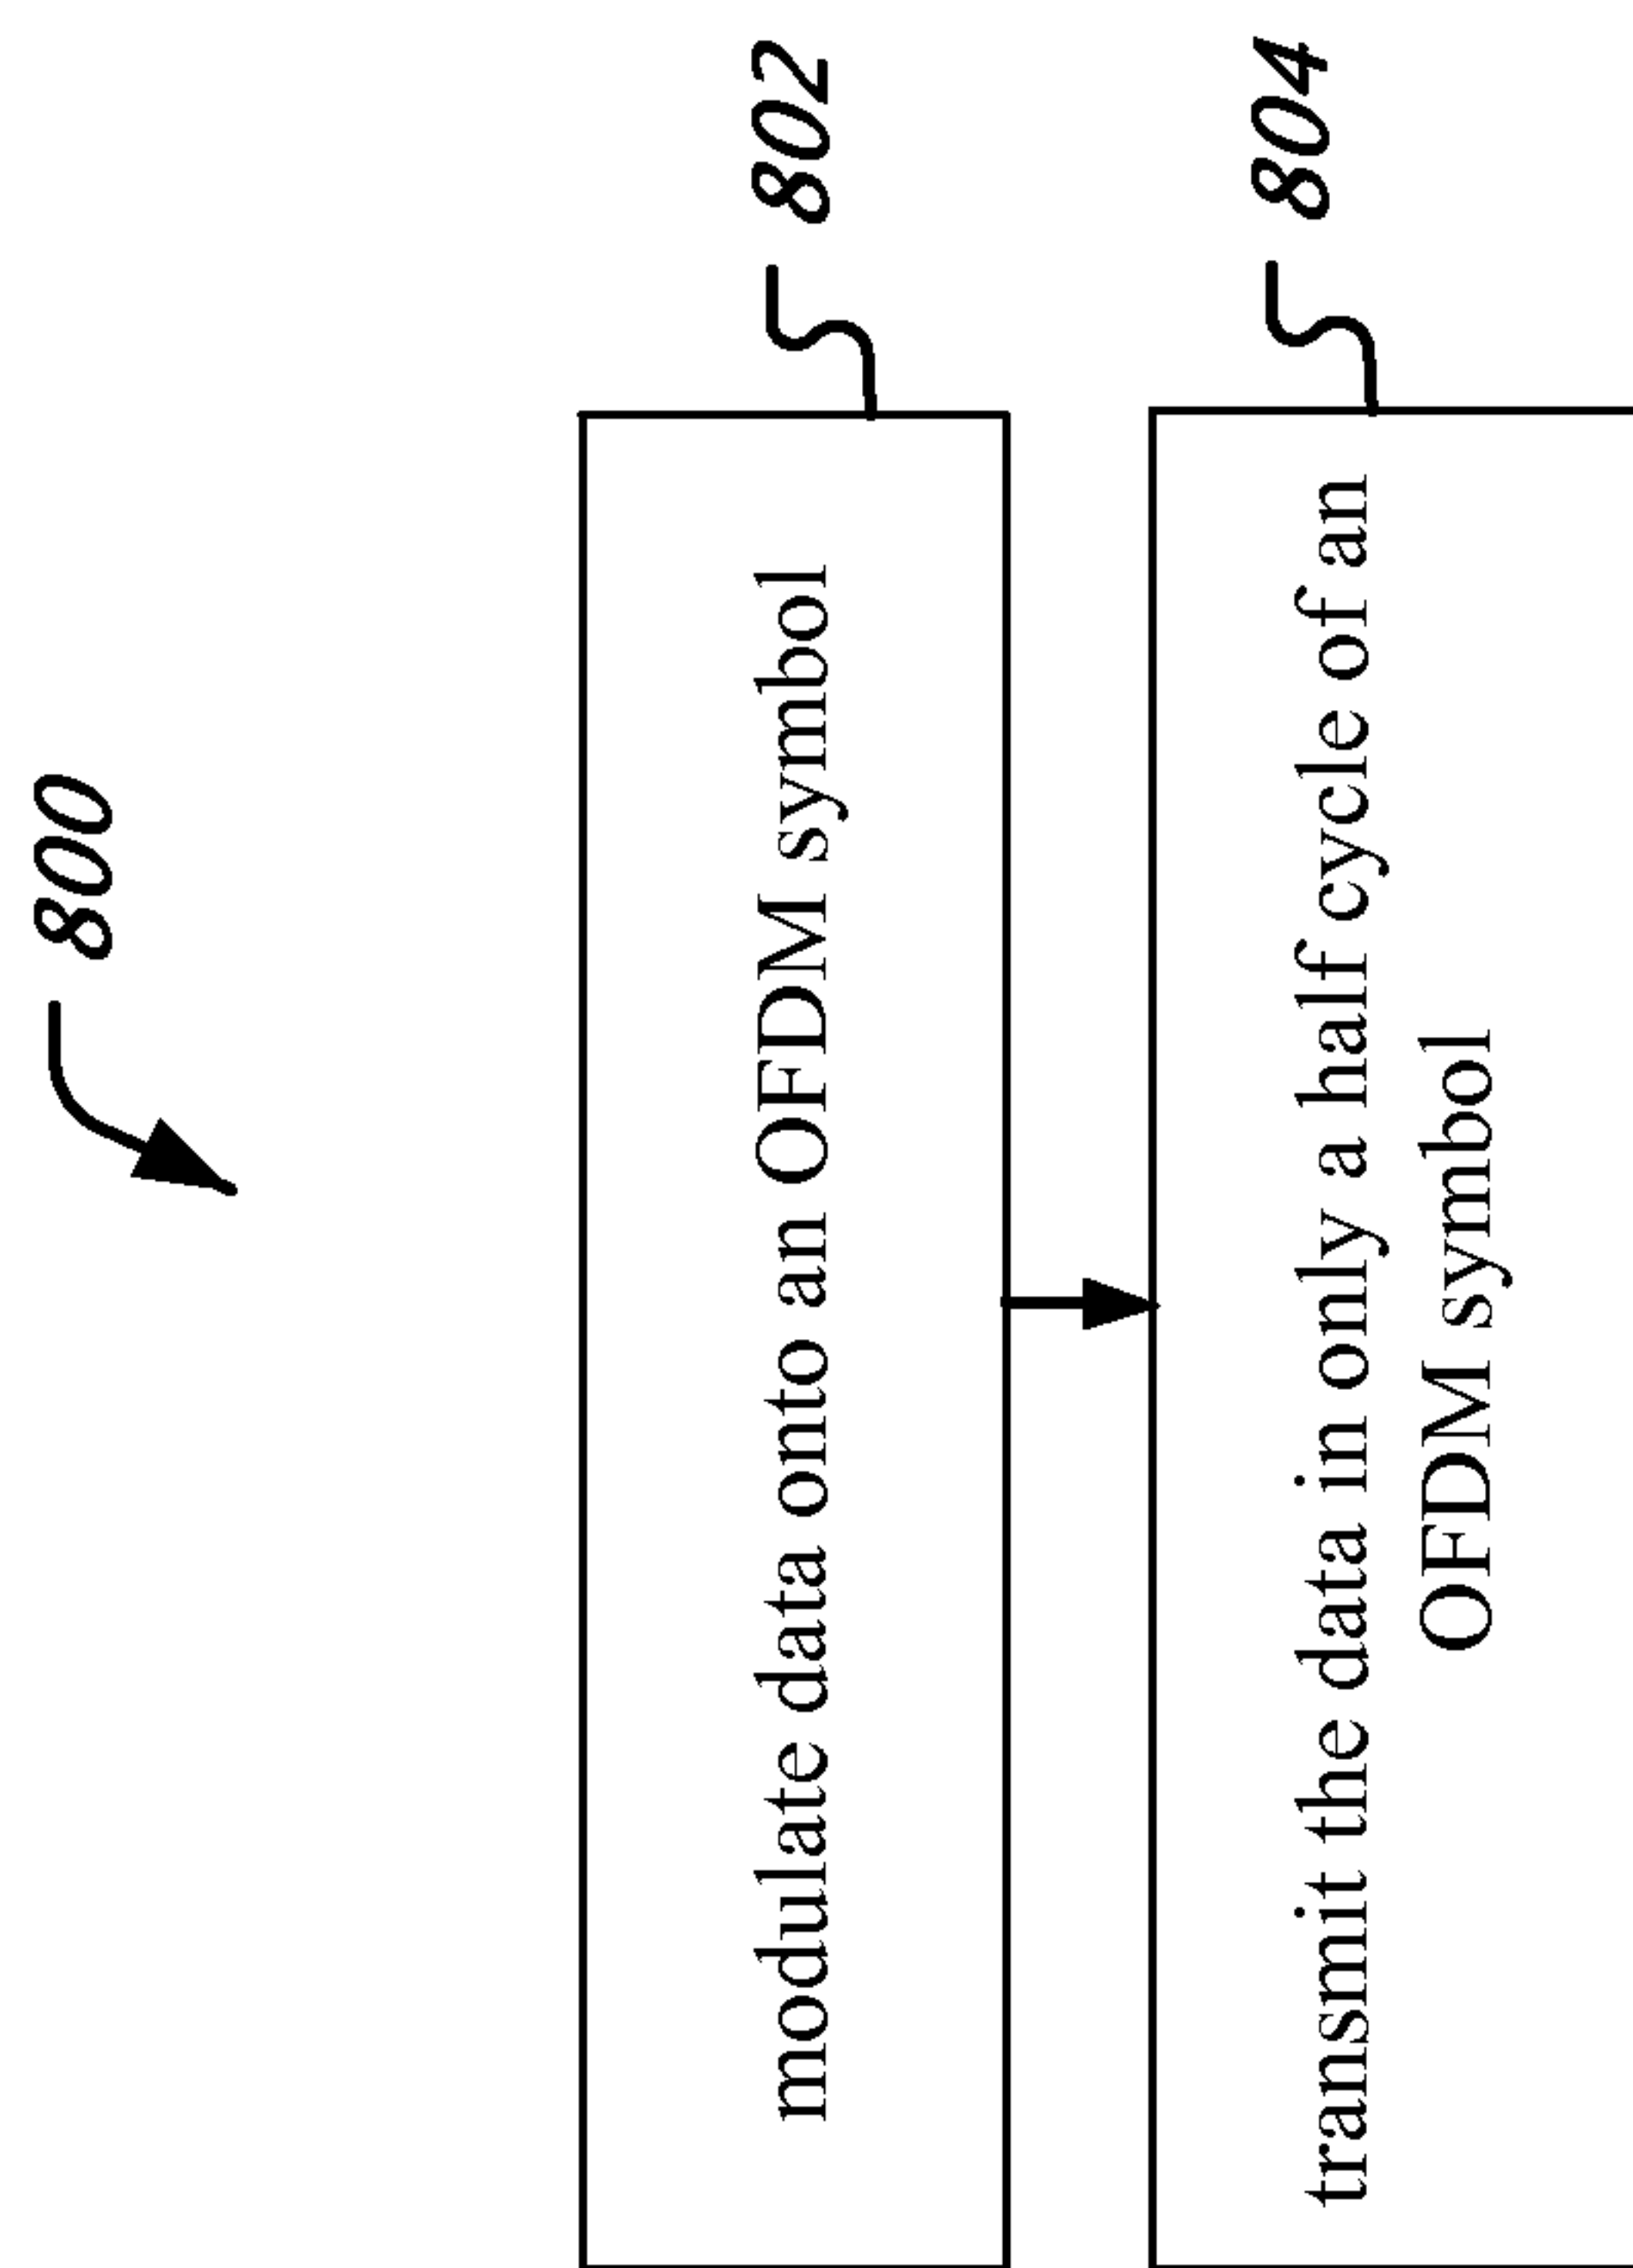 800
modulate data onto an OFDM symbol
802
transmit the data in only a half cycle of an
OFDM symbol
804